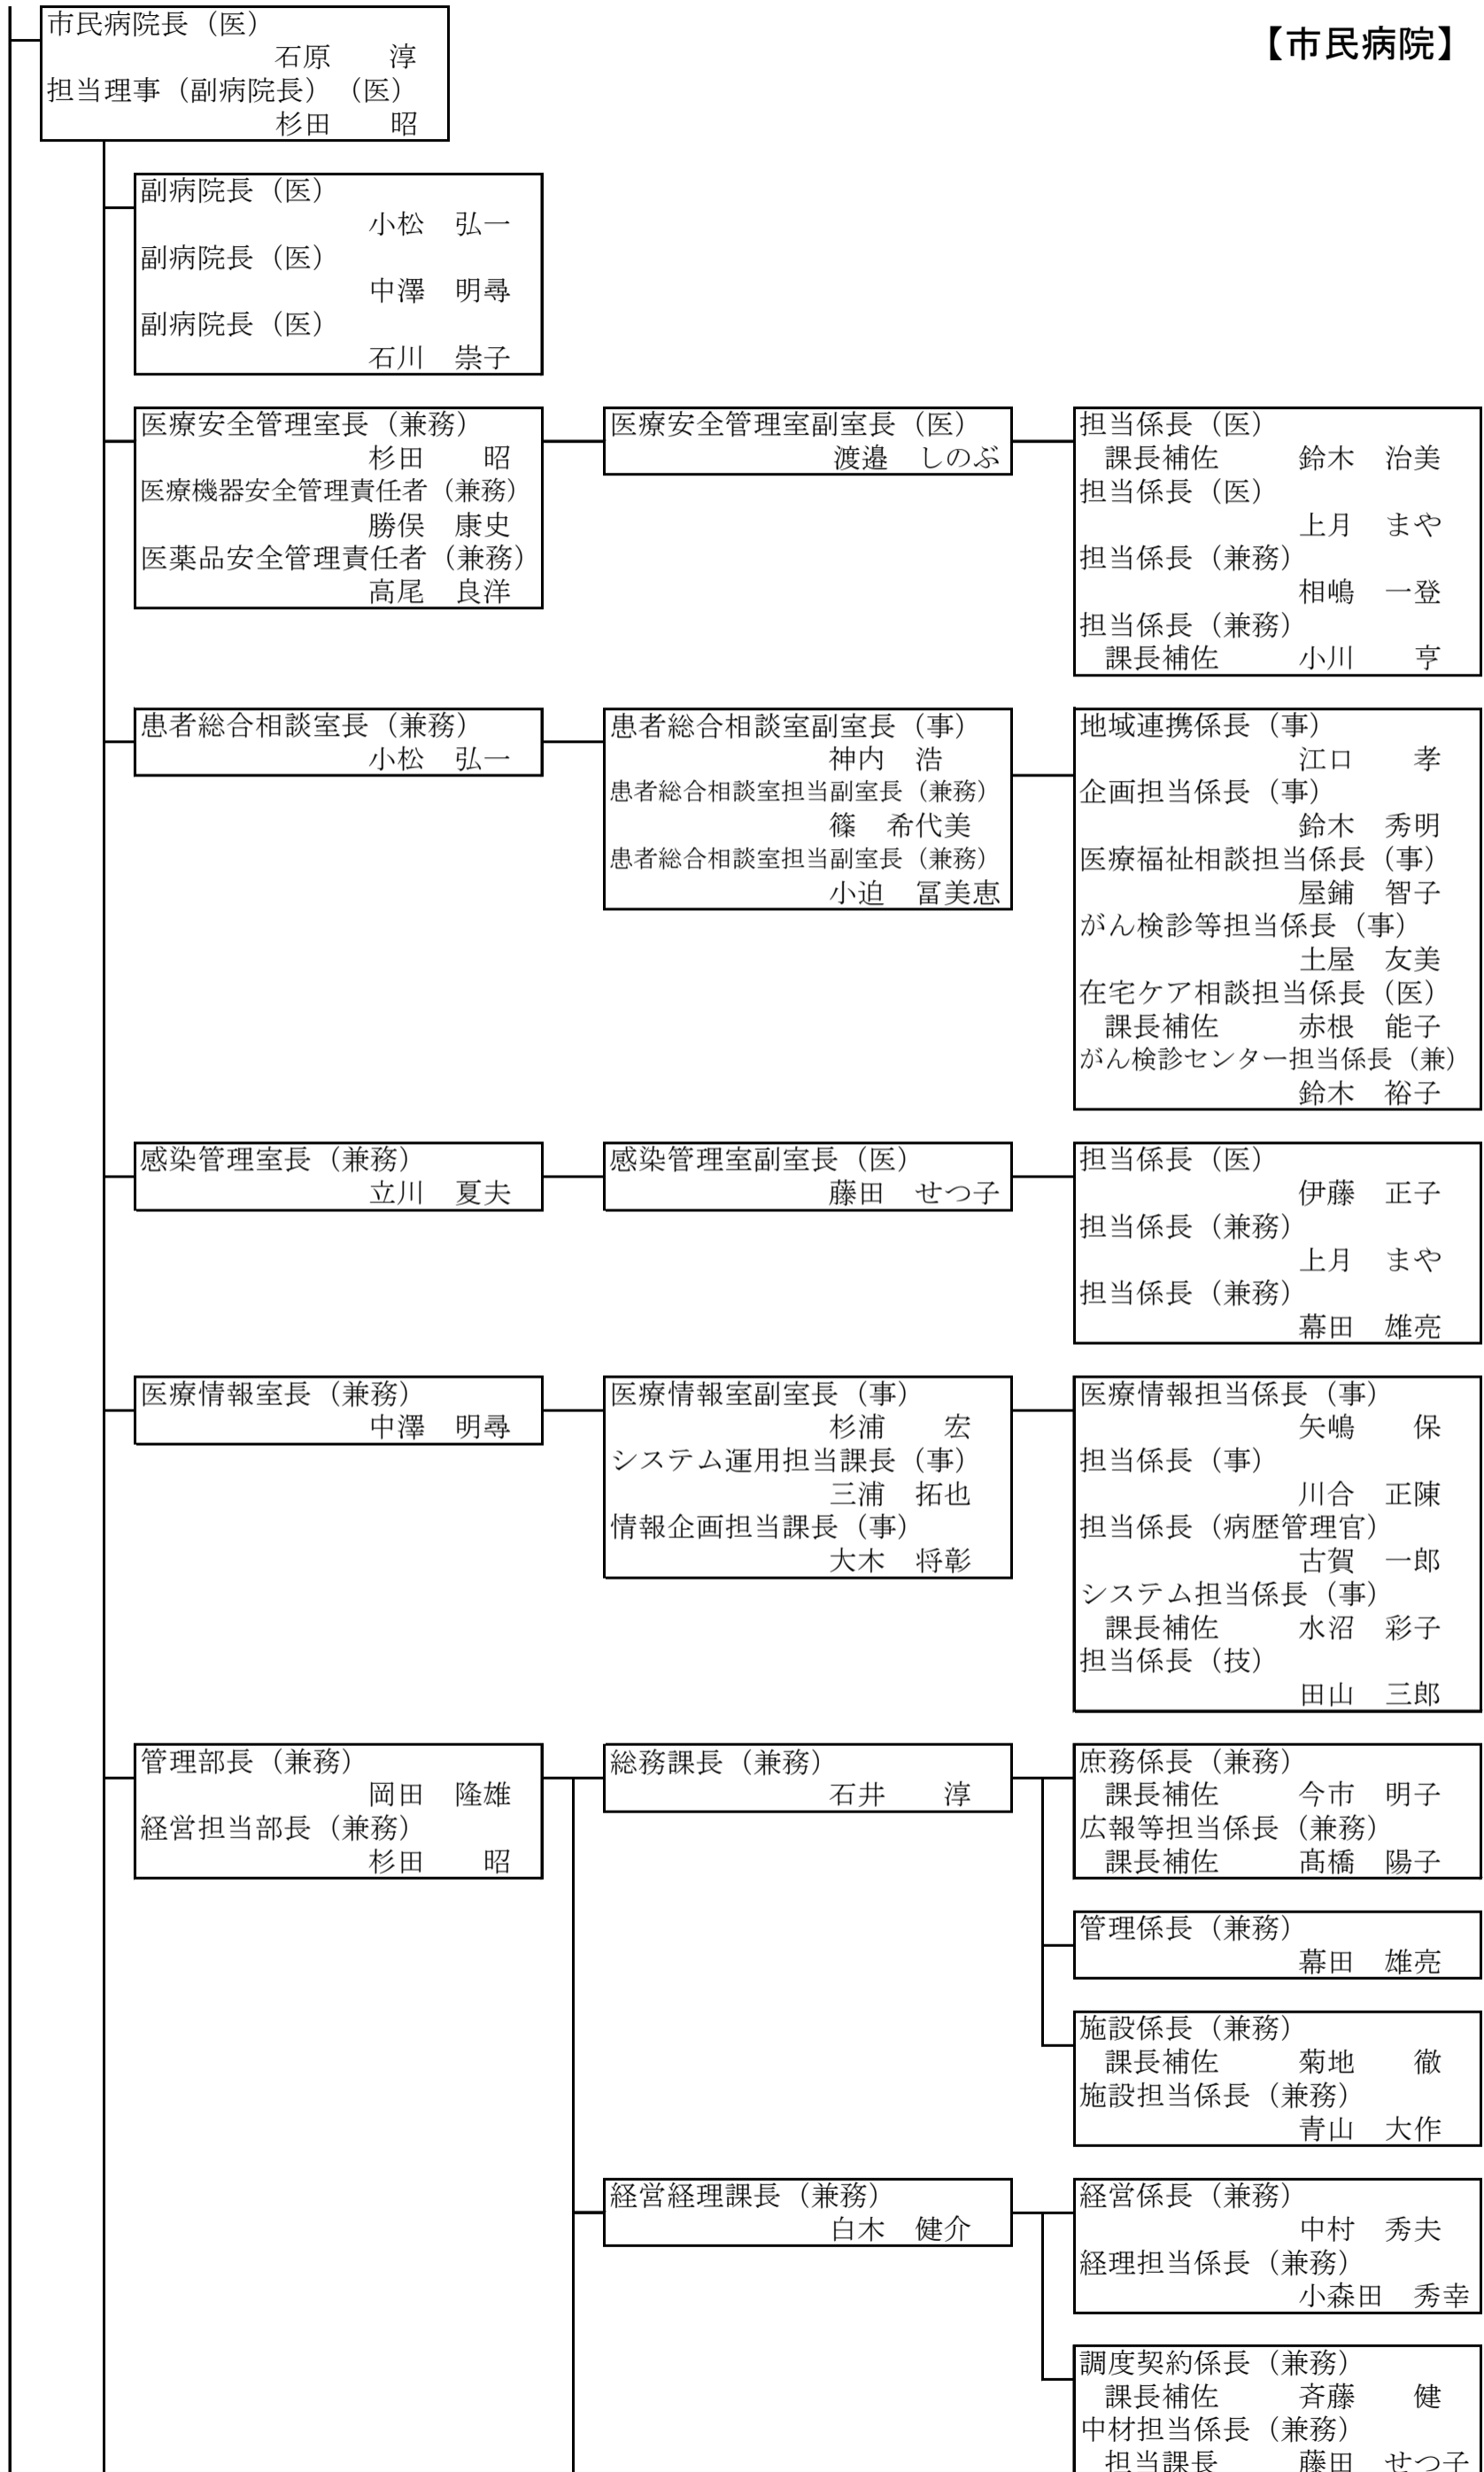 【市民病院】
市民病院長（医）
石原　　淳
担当理事（副病院長）（医）
杉田　　昭
副病院長（医）
小松　弘一
副病院長（医）
中澤　明尋
副病院長（医）
石川　崇子
医療安全管理室長（兼務）
杉田　　昭
医療機器安全管理責任者（兼務）
勝俣　康史
医薬品安全管理責任者（兼務）
高尾　良洋
医療安全管理室副室長（医）
渡邉　しのぶ
担当係長（医）
課長補佐　　鈴木　治美
担当係長（医）
上月　まや
担当係長（兼務）
相嶋　一登
担当係長（兼務）
課長補佐　　小川　　亨
患者総合相談室長（兼務）
小松　弘一
患者総合相談室副室長（事）
神内　浩
患者総合相談室担当副室長（兼務）
篠　希代美
患者総合相談室担当副室長（兼務）
小迫　冨美恵
地域連携係長（事）
江口　　孝
企画担当係長（事）
鈴木　秀明
医療福祉相談担当係長（事）
屋鋪　智子
がん検診等担当係長（事）
土屋　友美
在宅ケア相談担当係長（医）
課長補佐　　赤根　能子
がん検診センター担当係長（兼）
鈴木　裕子
感染管理室長（兼務）
立川　夏夫
感染管理室副室長（医）
藤田　せつ子
担当係長（医）
伊藤　正子
担当係長（兼務）
上月　まや
担当係長（兼務）
幕田　雄亮
医療情報室長（兼務）
中澤　明尋
医療情報室副室長（事）
杉浦　　宏
システム運用担当課長（事）
三浦　拓也
情報企画担当課長（事）
大木　将彰
医療情報担当係長（事）
矢嶋　　保
担当係長（事）
川合　正陳
担当係長（病歴管理官）
古賀　一郎
システム担当係長（事）
課長補佐　　水沼　彩子
担当係長（技）
田山　三郎
管理部長（兼務）
岡田　隆雄
経営担当部長（兼務）
杉田　　昭
総務課長（兼務）
石井　　淳
庶務係長（兼務）
課長補佐　　今市　明子
広報等担当係長（兼務）
課長補佐　　髙橋　陽子
管理係長（兼務）
幕田　雄亮
施設係長（兼務）
課長補佐　　菊地　　徹
施設担当係長（兼務）
青山　大作
経営経理課長（兼務）
白木　健介
経営係長（兼務）
中村　秀夫
経理担当係長（兼務）
小森田　秀幸
調度契約係長（兼務）
課長補佐　　斉藤　　健
中材担当係長（兼務）
担当課長　　藤田　せつ子